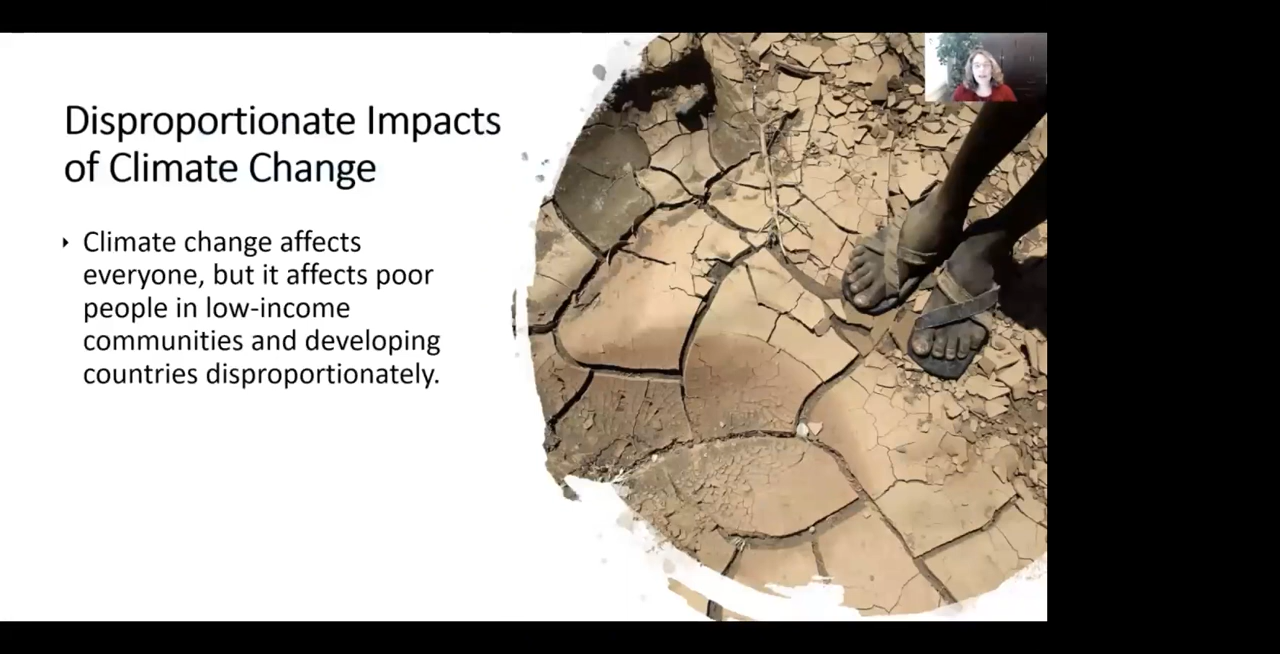 Disproportionate Impacts
of Climate Change
Climate change affects
everyone, but it affects poor
people in low-income
communities and developing
countries disproportionately.